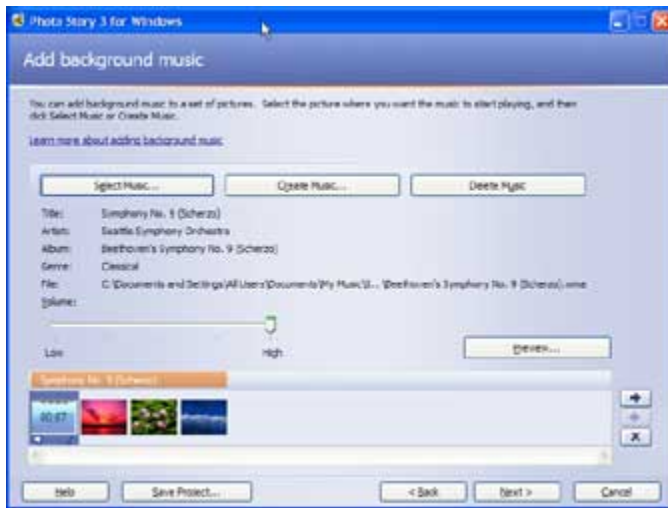 Photo Story 3 for Windows
Add background music
You can add background music to a set of pictures. Select the picture where you want the music to start playing, and then
click Select Music or Create Music.
Learn more about adding background music
Select Music... Create Music... Delete Music
Title: Symphony No. 9 (Scherzo)
Artist: Seattle Symphony Orchestra
Album: Beethoven's Symphony No. 9 (Scherzo)
Genre: Classical
File: C:\Documents and Settings\All Users\Documents\My Music\S... \Beethoven's Symphony No. 9 (Scherzo).wma
Volume:
Low High Preview...
Symphony No. 9 (Scherzo)
Help Save Project... < Back Next > Cancel